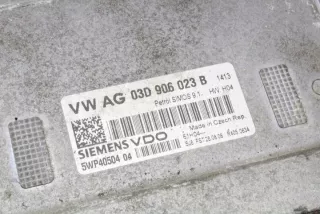 VW AG 03D 906 023 B 1413
Petrol SIMOS 9.1. HW: H04
Made in Czech Rep.
SIEMENS VDO
5WP40504 04